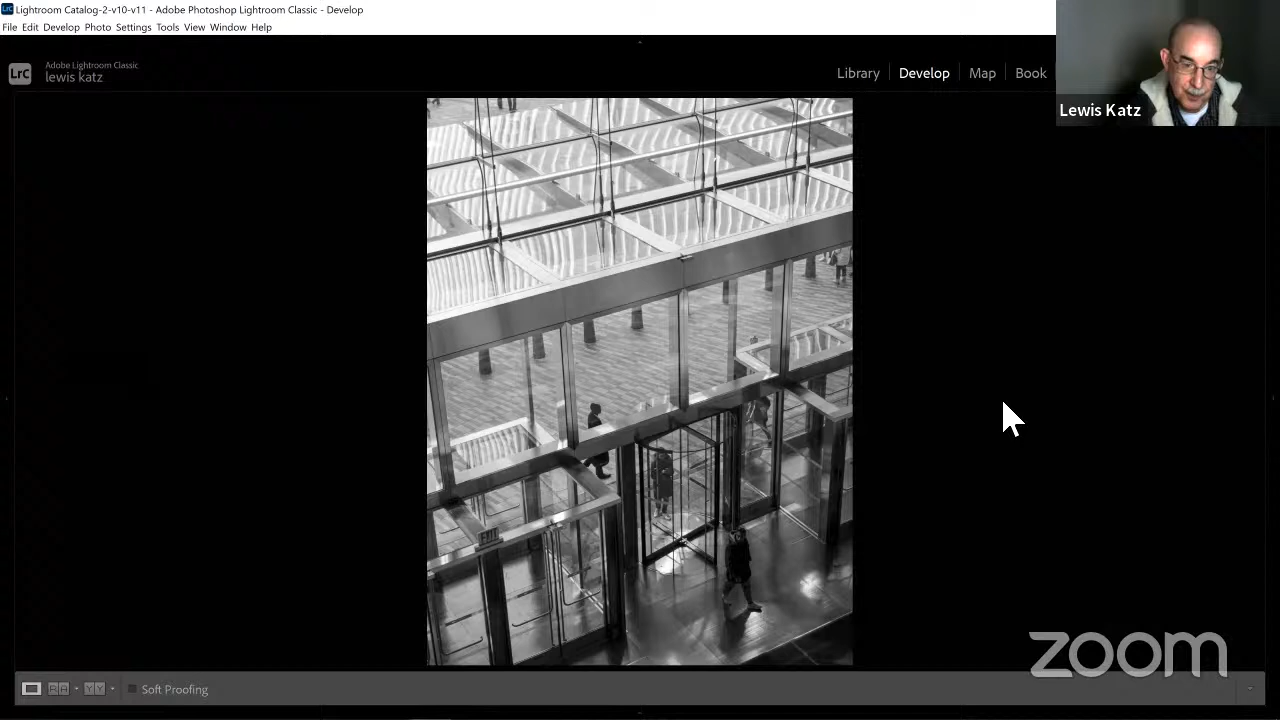 Lightroom Catalog-2-v10-v11 - Adobe Photoshop Lightroom Classic - Develop
File Edit Develop Photo Settings Tools View Window Help
LrC
Adobe Lightroom Classic
lewis katz
Library Develop Map Book
Lewis Katz
EXIT
zoom
Soft Proofing